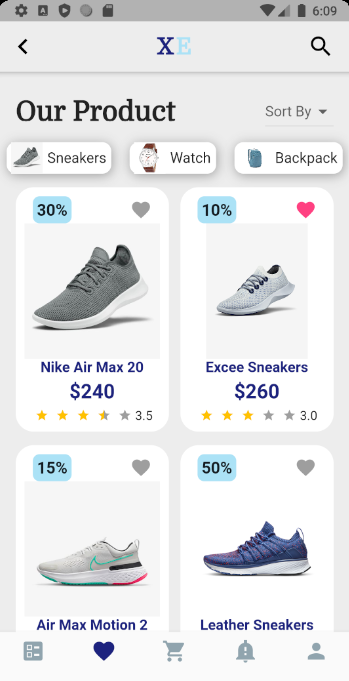 6:09
XE
Our Product
Sort By
Sneakers
Watch
Backpack
30%
10%
Nike Air Max 20
Excee Sneakers
$240
$260
3.5
3.0
15%
50%
Air Max Motion 2
Leather Sneakers